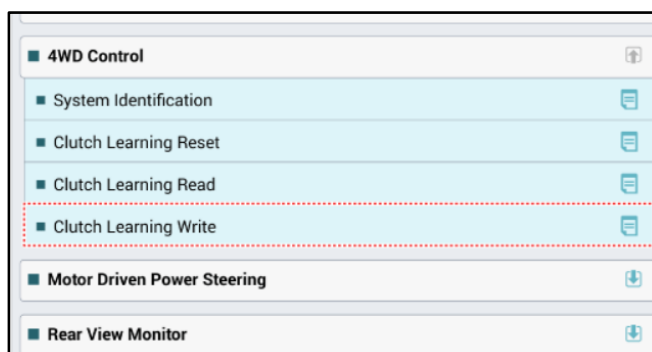 4WD Control
System Identification
Clutch Learning Reset
Clutch Learning Read
Clutch Learning Write
Motor Driven Power Steering
Rear View Monitor